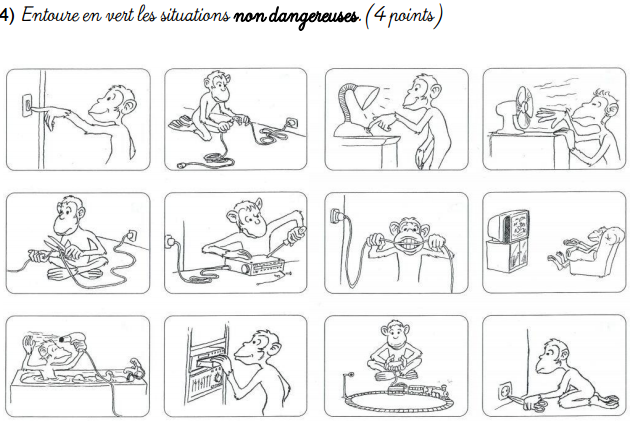 4) Entoure en vert les situations non dangereuses. (4 points)